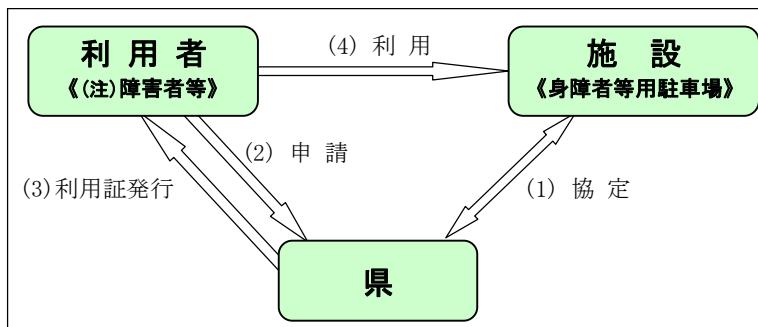 利 用 者
《(注)障害者等》
(4) 利 用
施 設
《身障者等用駐車場》
(2) 申 請
(3)利用証発行
(1) 協 定
県